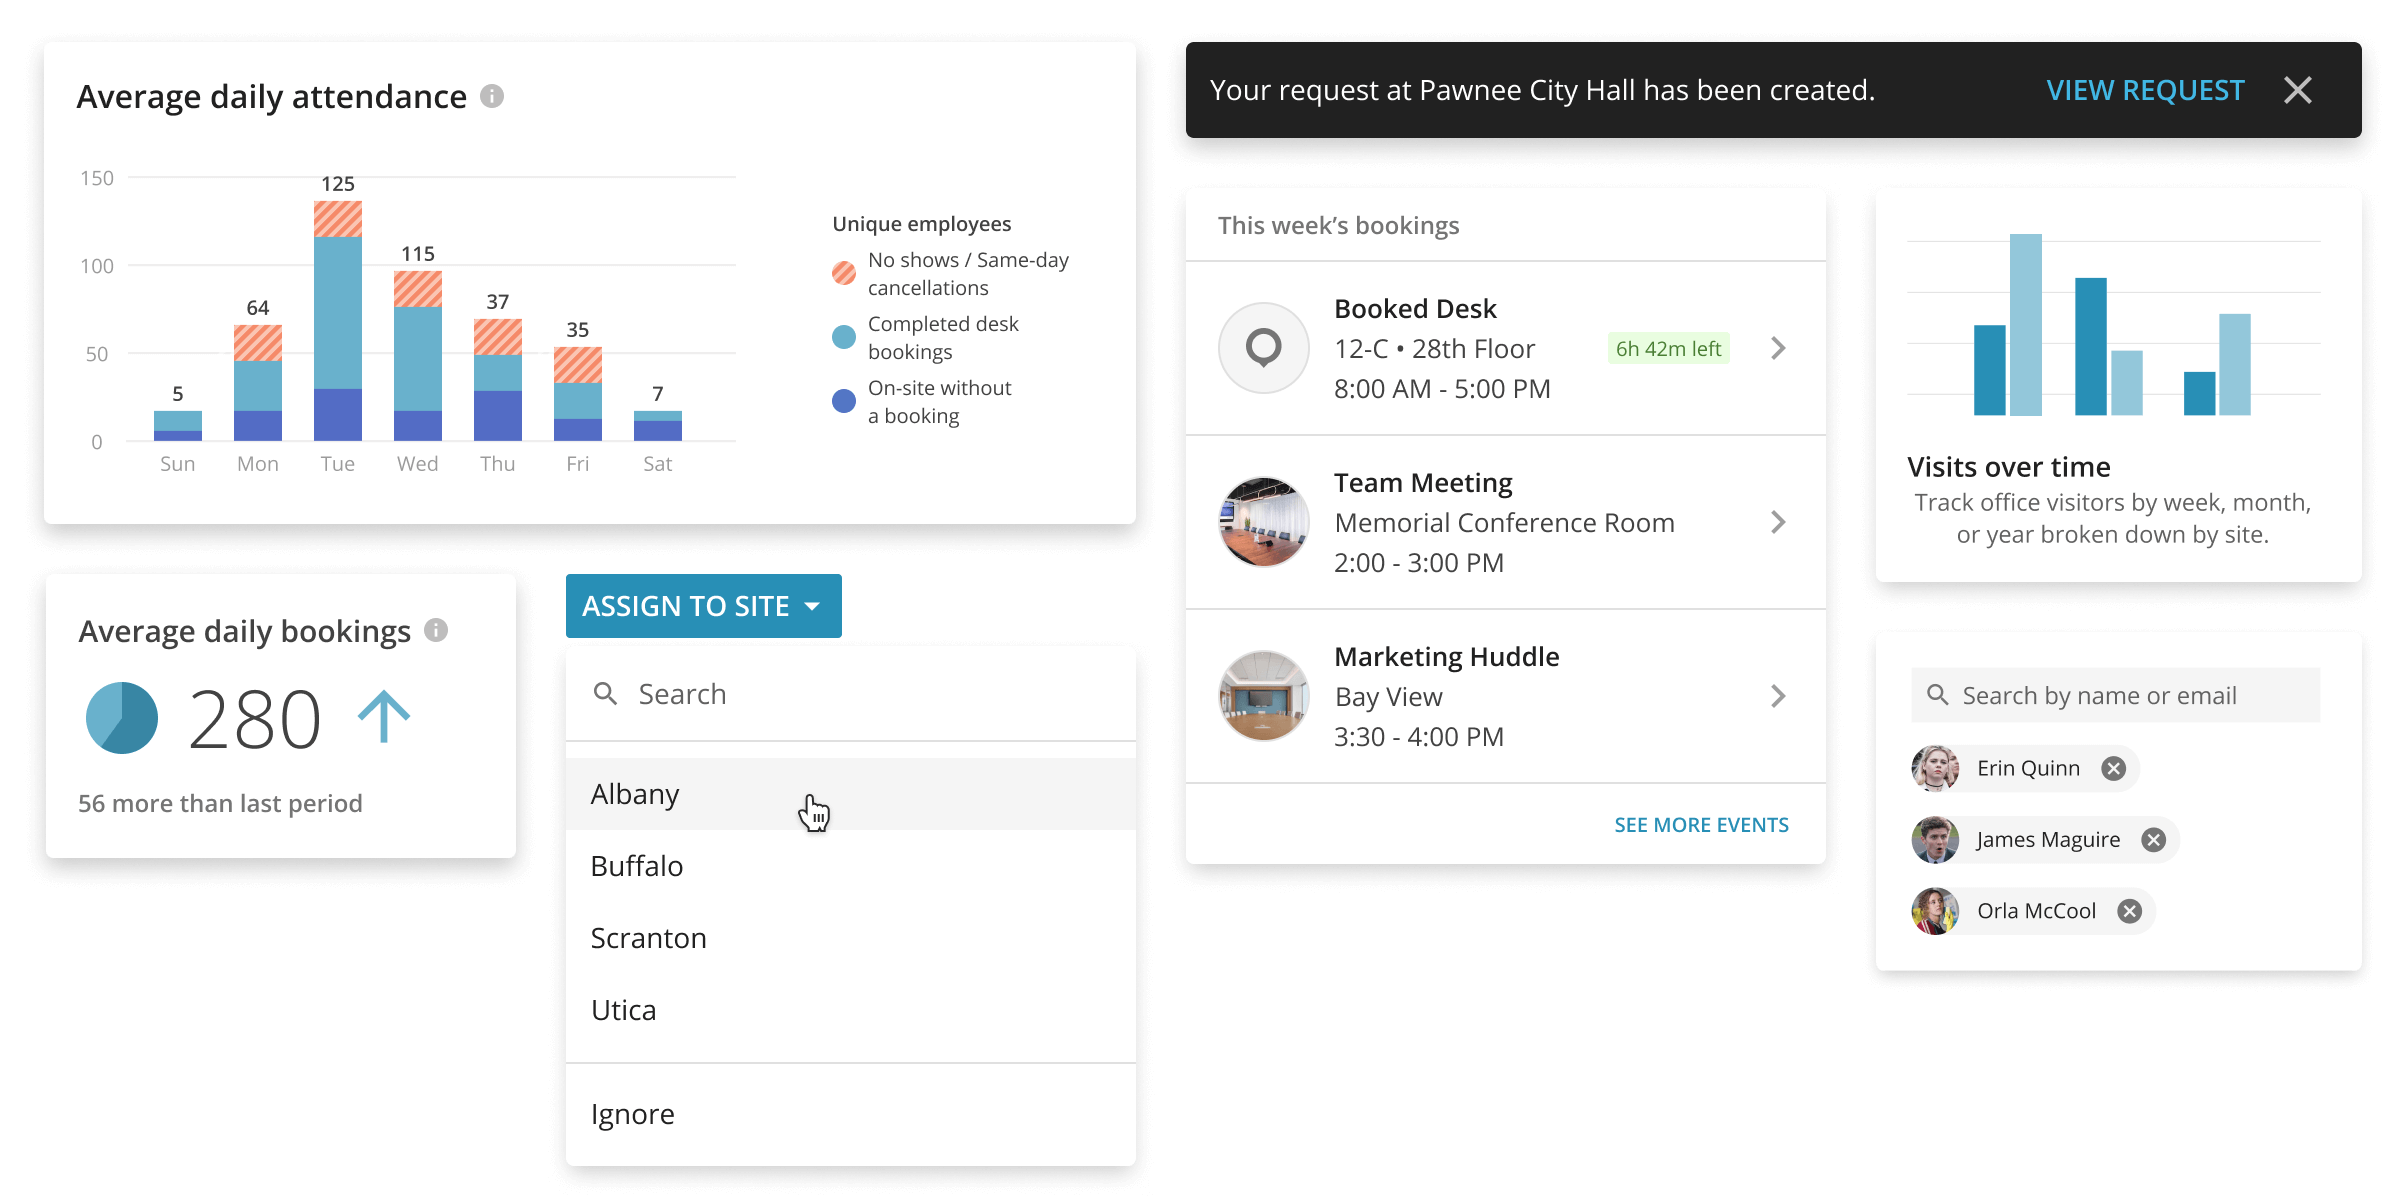 Average daily attendance
150
100
50
0
125
115
64
37
35
5
7
Sun Mon Tue Wed Thu Fri Sat
Unique employees
No shows / Same-day
cancellations
Completed desk
bookings
On-site without
a booking
Your request at Pawnee City Hall has been created. VIEW REQUEST
This week’s bookings
Booked Desk
12-C • 28th Floor
8:00 AM - 5:00 PM
6h 42m left
Team Meeting
Memorial Conference Room
2:00 - 3:00 PM
Marketing Huddle
Bay View
3:30 - 4:00 PM
SEE MORE EVENTS
Visits over time
Track office visitors by week, month,
or year broken down by site.
Average daily bookings
280
56 more than last period
ASSIGN TO SITE
Search
Albany
Buffalo
Scranton
Utica
Ignore
Search by name or email
Erin Quinn
James Maguire
Orla McCool